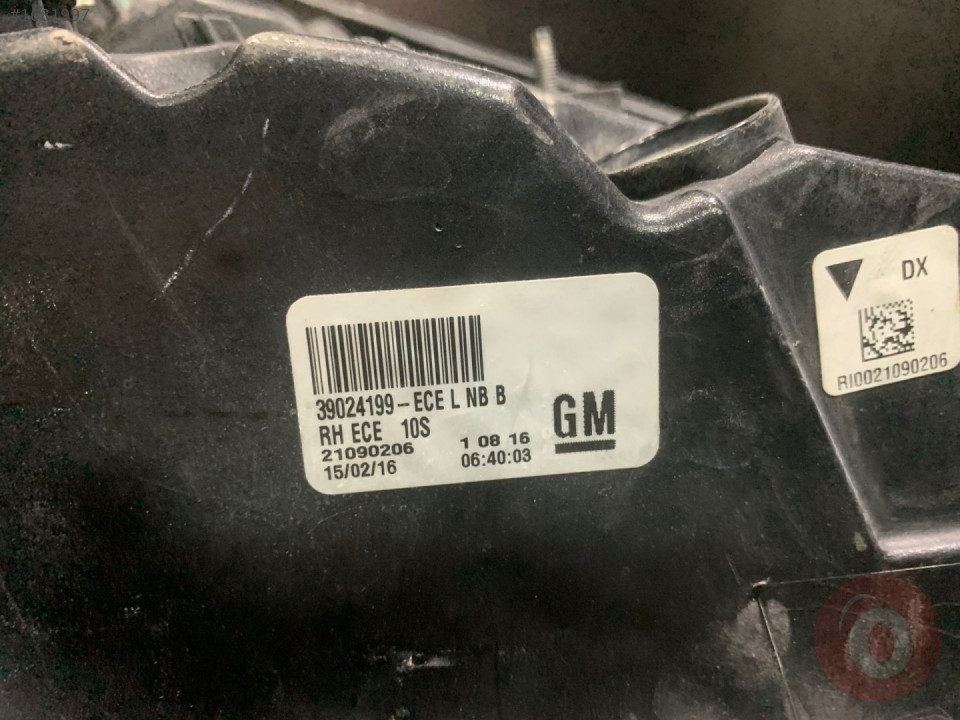 39024199-ECE L NB B
RH ECE 10S
21090206 1 08 16
15/02/16 06:40:03
GM
DX
RI0021090206